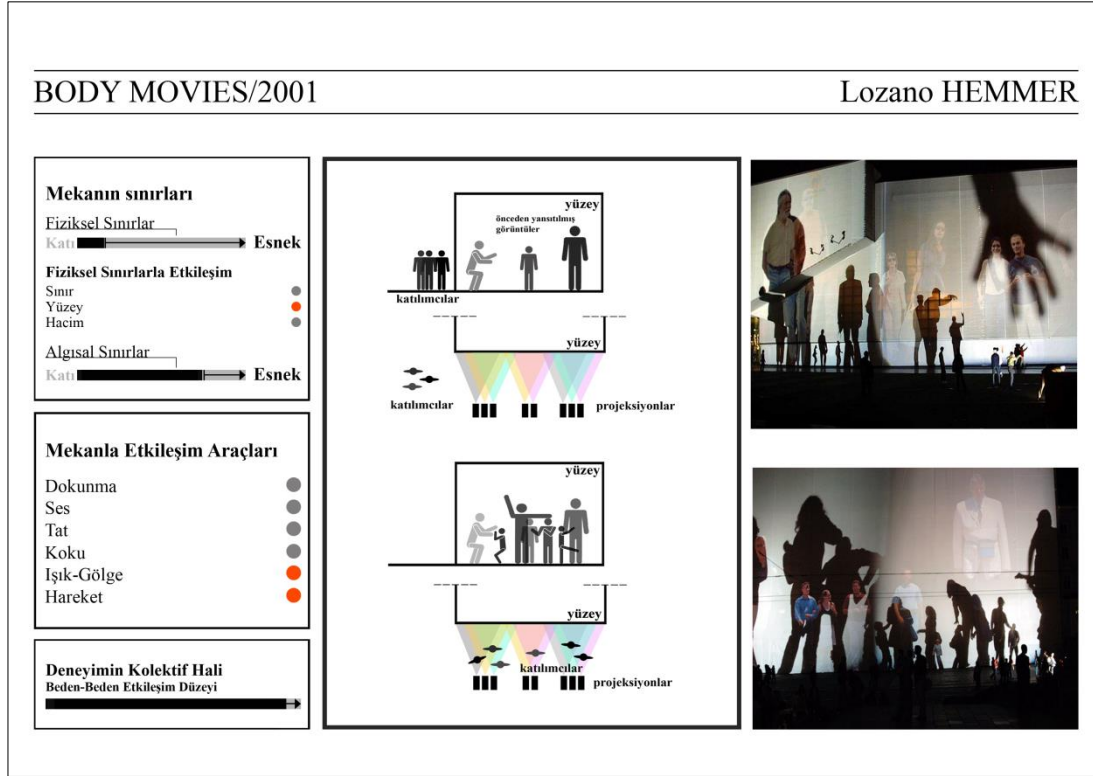 BODY MOVIES/2001
Lozano HEMMER
Mekanın sınırları
Fiziksel Sınırlar
Katı Esnek
Fiziksel Sınırlarla Etkileşim
Sınır
Yüzey
Hacim
Algısal Sınırlar
Katı Esnek
Mekanla Etkileşim Araçları
Dokunma
Ses
Tat
Koku
Işık-Gölge
Hareket
Deneyimin Kolektif Hali
Beden-Beden Etkileşim Düzeyi
yüzey
önceden yansıtılmış
görüntüler
katılımcılar
yüzey
katılımcılar
projeksiyonlar
yüzey
yüzey
katılımcılar
projeksiyonlar